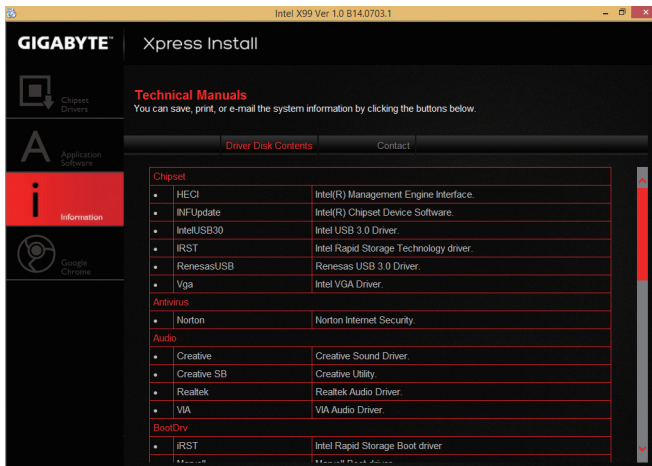 Intel X99 Ver 1.0 B14.0703.1
GIGABYTE™ Xpress Install
Chipset
Drivers
Application
Software
Information
Google
Chrome
Technical Manuals
You can save, print, or e-mail the system information by clicking the buttons below.
Driver Disk Contents Contact
Chipset
• HECI Intel(R) Management Engine Interface.
• INFUpdate Intel(R) Chipset Device Software.
• IntelUSB30 Intel USB 3.0 Driver.
• IRST Intel Rapid Storage Technology driver.
• RenesasUSB Renesas USB 3.0 Driver.
• Vga Intel VGA Driver.
Antivirus
• Norton Norton Internet Security.
Audio
• Creative Creative Sound Driver.
• Creative SB Creative Utility.
• Realtek Realtek Audio Driver.
• VIA VIA Audio Driver.
BootDrv
• iRST Intel Rapid Storage Boot driver
• Marvell Marvell Boot driver